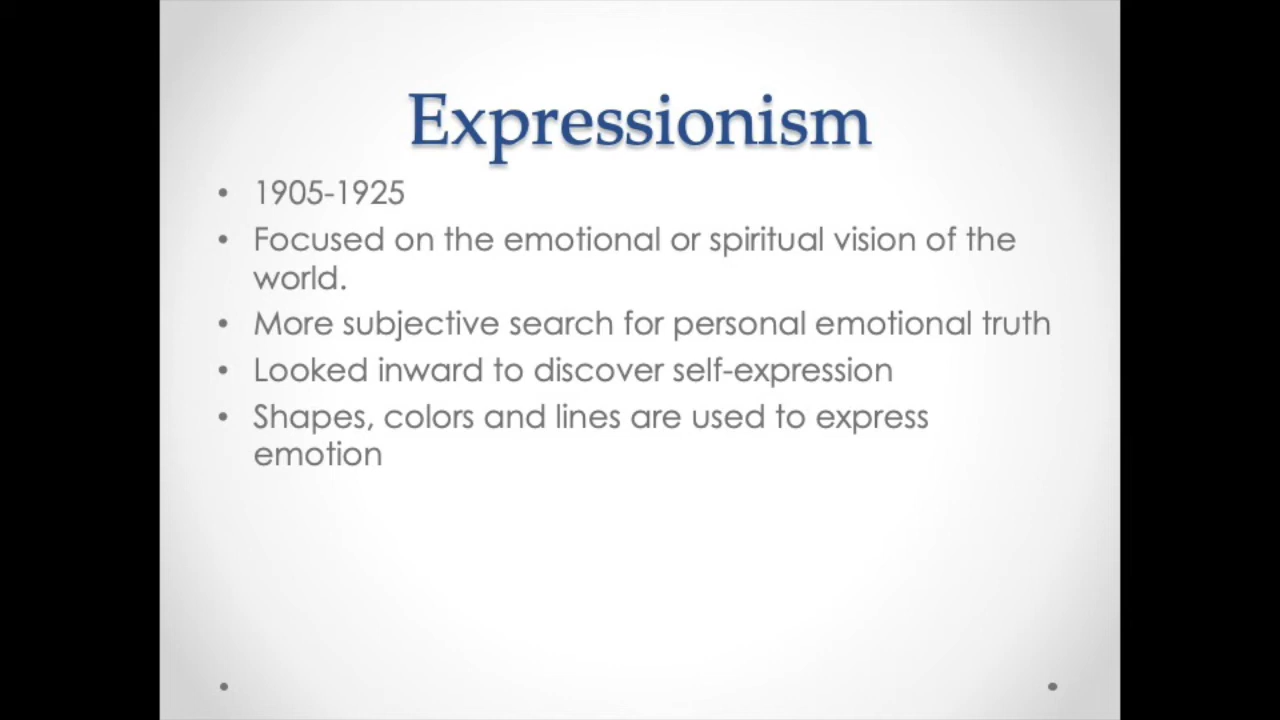 Expressionism
• 1905-1925
• Focused on the emotional or spiritual vision of the
world.
• More subjective search for personal emotional truth
• Looked inward to discover self-expression
• Shapes, colors and lines are used to express
emotion